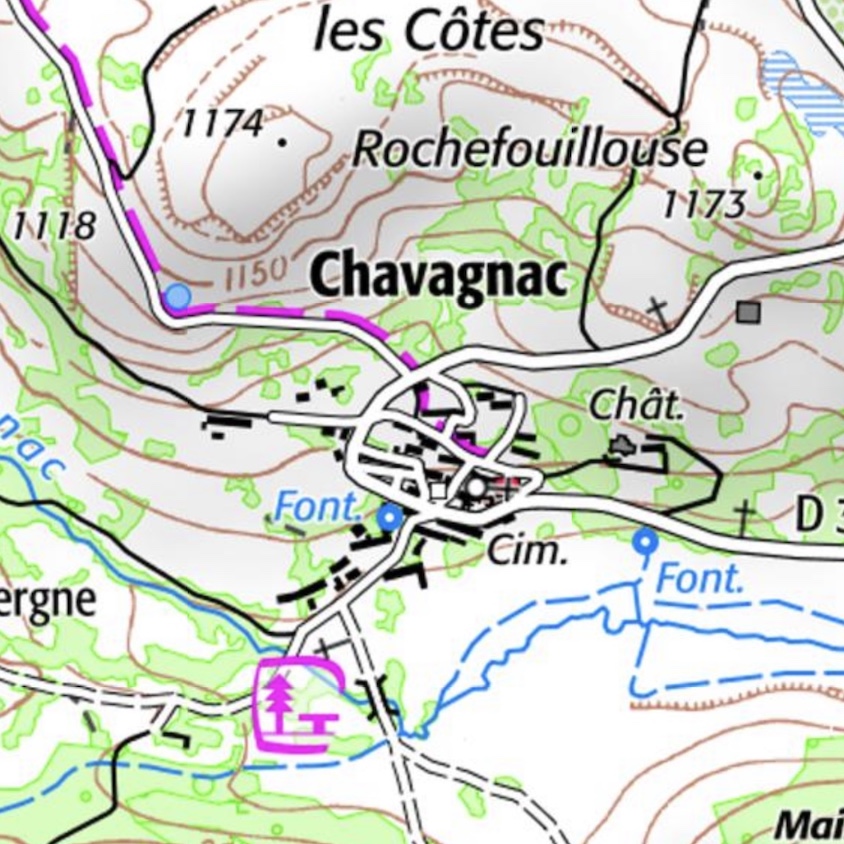 les Côtes
1174
Rochefouillouse
1173
1118
1150
Chavagnac
Chât.
nac
Font.
D 3
Cim.
Font.
ergne
Mai